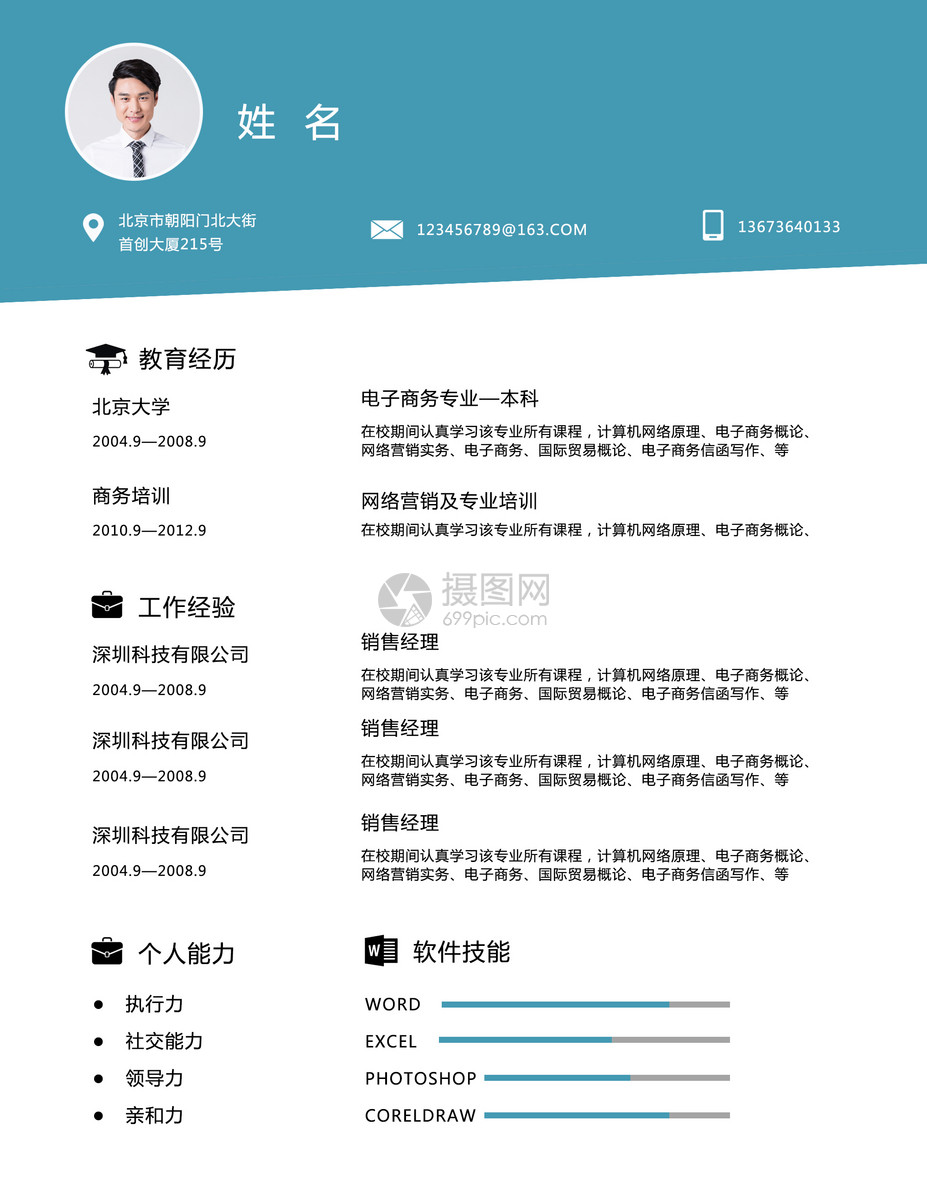 姓 名
北京市朝阳门北大街
首创大厦215号
123456789@163.COM
13673640133
教育经历
北京大学
2004.9—2008.9
电子商务专业—本科
在校期间认真学习该专业所有课程，计算机网络原理、电子商务概论、
网络营销实务、电子商务、国际贸易概论、电子商务信函写作、等
商务培训
2010.9—2012.9
网络营销及专业培训
在校期间认真学习该专业所有课程，计算机网络原理、电子商务概论、
摄图网
699pic.com
工作经验
深圳科技有限公司
2004.9—2008.9
销售经理
在校期间认真学习该专业所有课程，计算机网络原理、电子商务概论、
网络营销实务、电子商务、国际贸易概论、电子商务信函写作、等
深圳科技有限公司
2004.9—2008.9
销售经理
在校期间认真学习该专业所有课程，计算机网络原理、电子商务概论、
网络营销实务、电子商务、国际贸易概论、电子商务信函写作、等
深圳科技有限公司
2004.9—2008.9
销售经理
在校期间认真学习该专业所有课程，计算机网络原理、电子商务概论、
网络营销实务、电子商务、国际贸易概论、电子商务信函写作、等
个人能力
● 执行力
● 社交能力
● 领导力
● 亲和力
W
软件技能
WORD
EXCEL
PHOTOSHOP
CORELDRAW